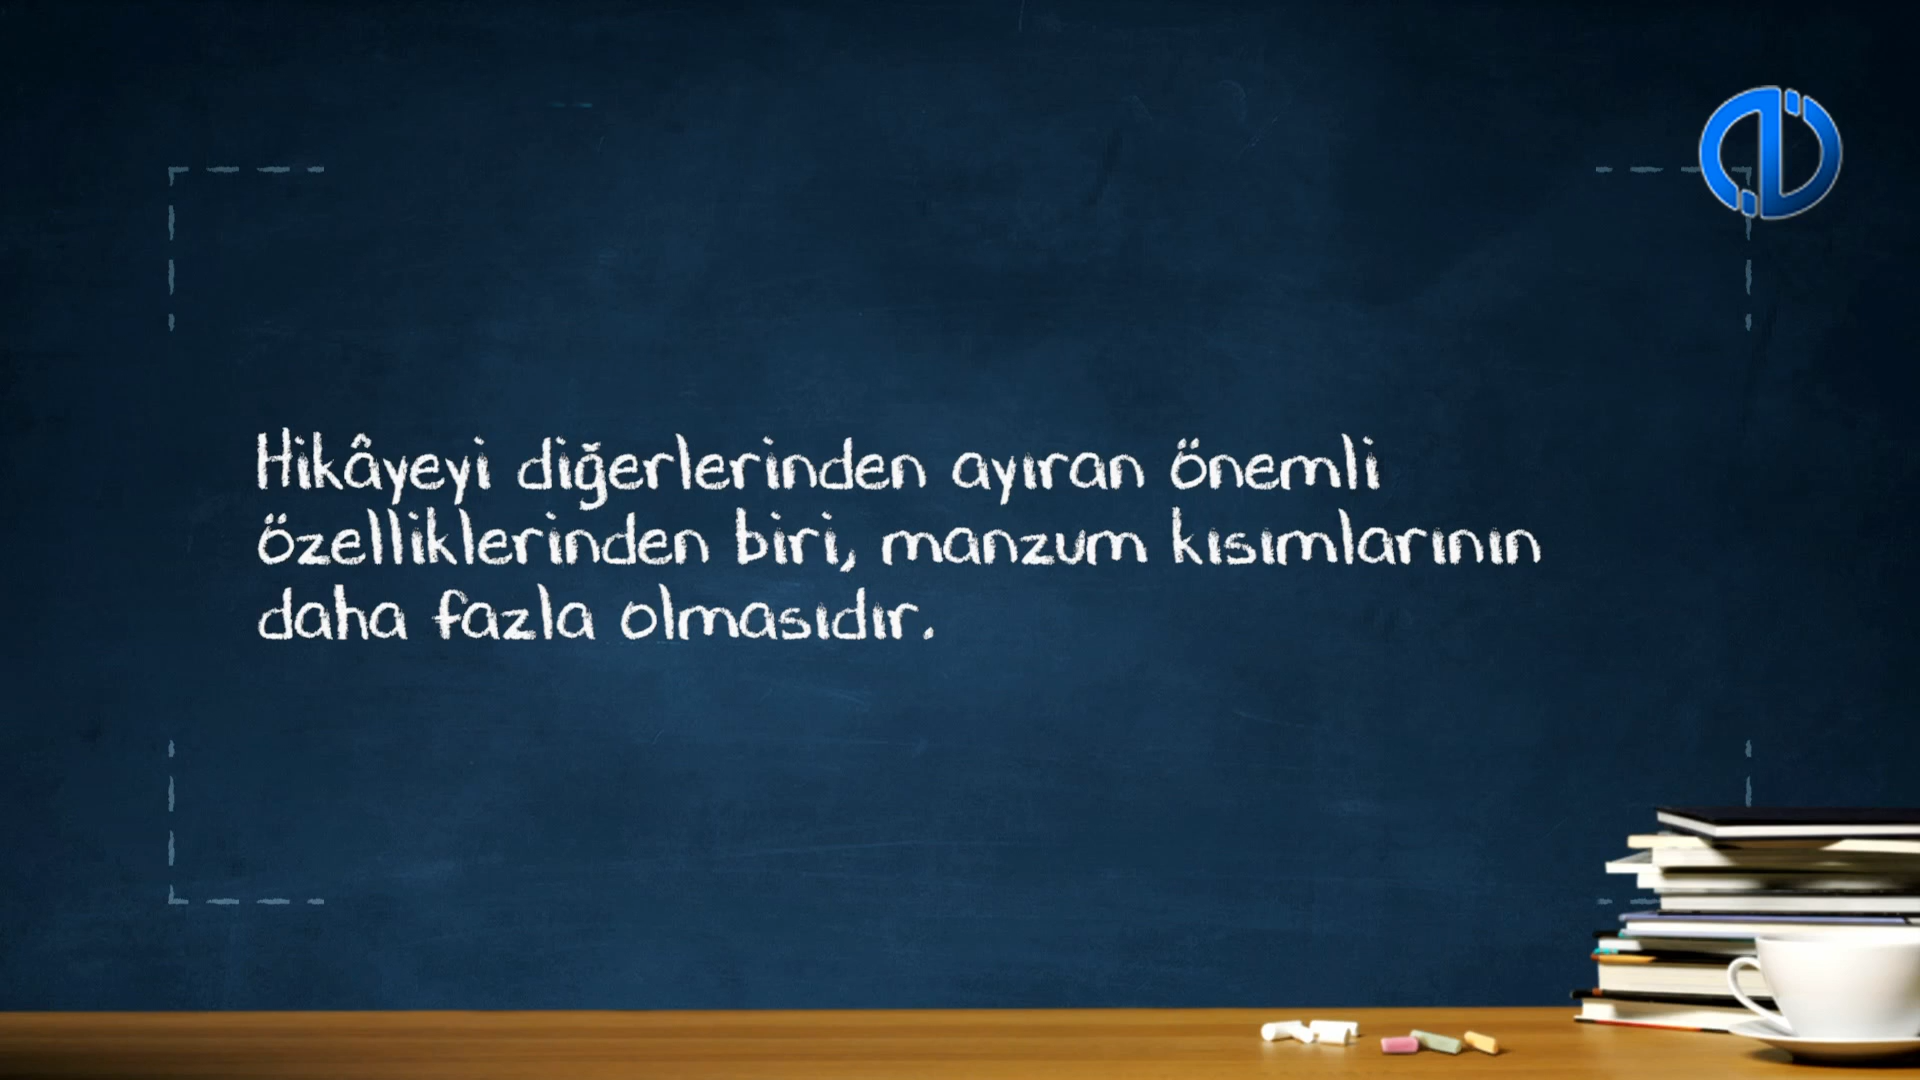 Hikâyeyi diğerlerinden ayıran önemli
özelliklerinden biri, manzum kısımlarının
daha fazla olmasıdır.